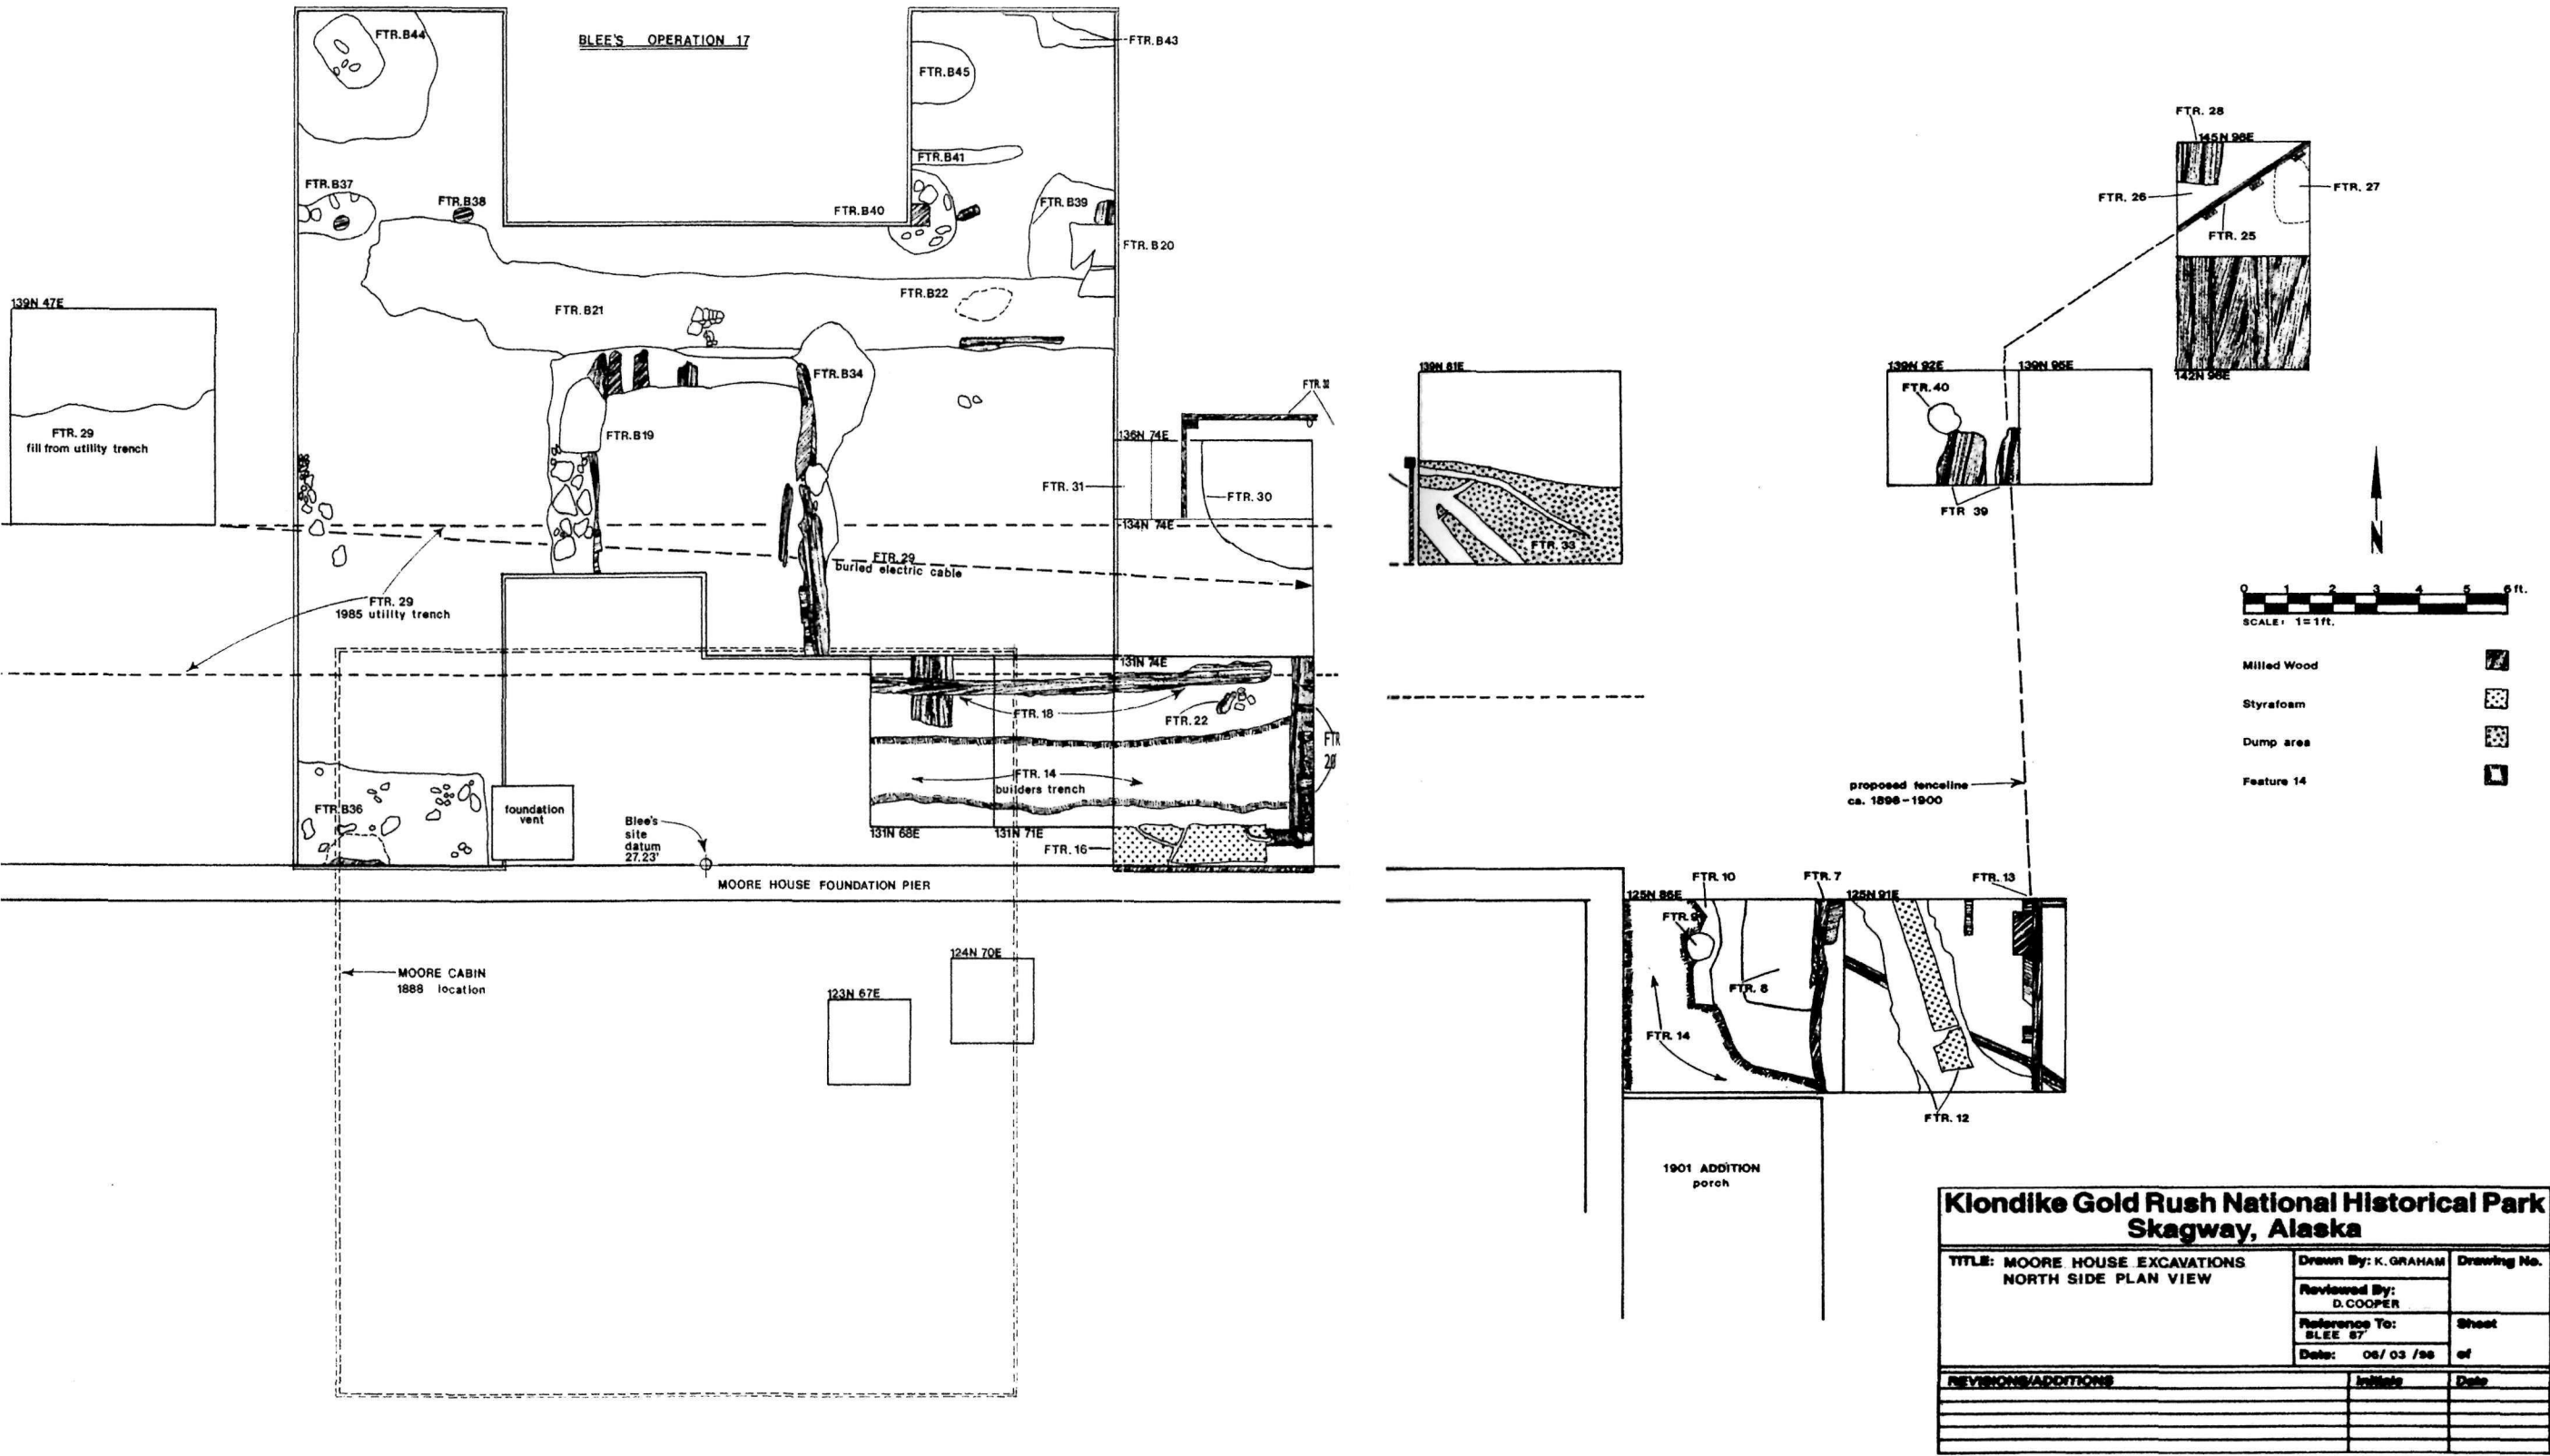 BLEE'S OPERATION 17
FTR.B44
FTR.B43
FTR.B45
FTR.B41
FTR.B37
FTR.B38
FTR.B40
FTR.B39
FTR.B20
FTR.B22
FTR.B21
139N 47E
FTR. 29
fill from utility trench
FTR.B34
FTR.B19
136N 74E
FTR. 31
FTR. 30
134N 74E
FTR. 29
buried electric cable
FTR. 29
1985 utility trench
131N 74E
FTR. 18
FTR. 22
FTR
20
FTR. 14
builders trench
131N 68E
131N 71E
FTR. 16
FTR.B36
foundation
vent
Blee's
site
datum
27.23'
MOORE HOUSE FOUNDATION PIER
MOORE CABIN
1888 location
124N 70E
123N 67E
139N 81E
FTR. 33
FTR. 28
145N 98E
FTR. 26
FTR. 27
FTR. 25
142N 98E
139N 92E
139N 95E
FTR. 40
FTR 39
N
0 1 2 3 4 5 6 ft.
SCALE: 1=1ft.
Milled Wood
Styrafoam
Dump area
Feature 14
proposed fenceline
ca. 1898-1900
125N 86E
FTR. 10
FTR. 7
125N 91E
FTR. 13
FTR. 9
FTR. 8
FTR. 14
FTR. 12
1901 ADDITION
porch
Klondike Gold Rush National Historical Park
Skagway, Alaska
TITLE: MOORE HOUSE EXCAVATIONS
NORTH SIDE PLAN VIEW
Drawn By: K. GRAHAM
Drawing No.
Reviewed By:
D. COOPER
Reference To:
BLEE 87'
Sheet
Date: 06/03/98
of
REVISIONS/ADDITIONS
Initials
Date